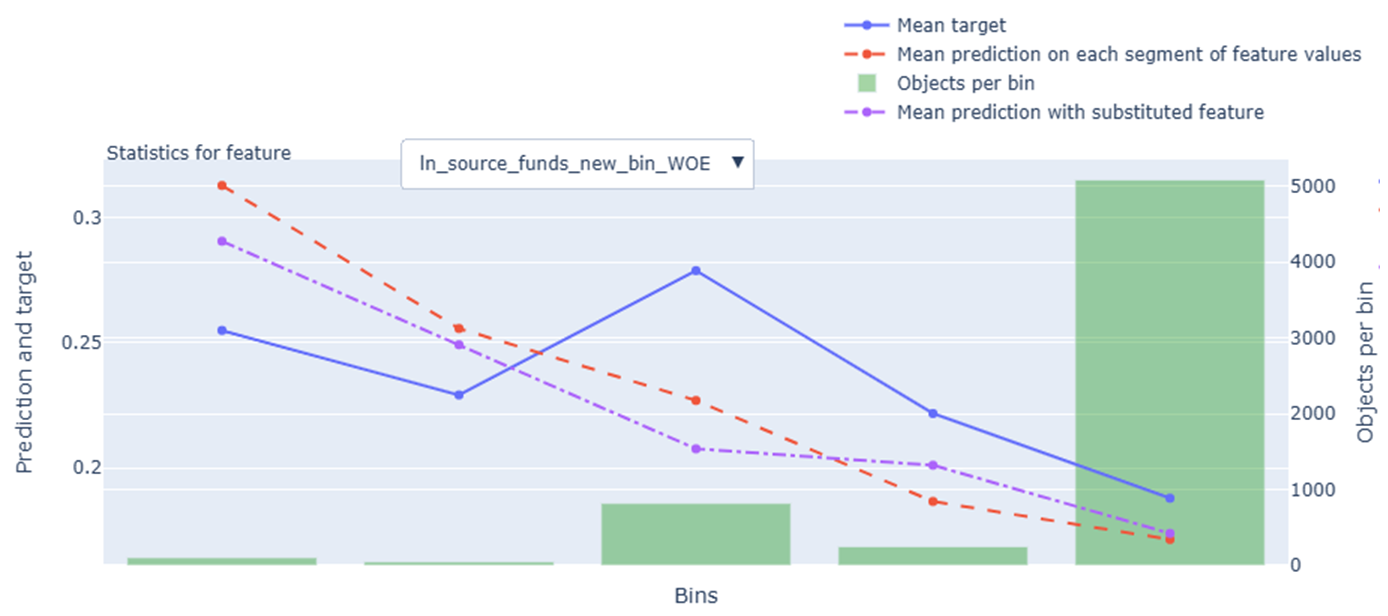 Mean target
Mean prediction on each segment of feature values
Objects per bin
Mean prediction with substituted feature
Statistics for feature
In_source_funds_new_bin_WOE ▼
0.3
0.25
0.2
Prediction and target
5000
4000
3000
2000
1000
0
Objects per bin
Bins